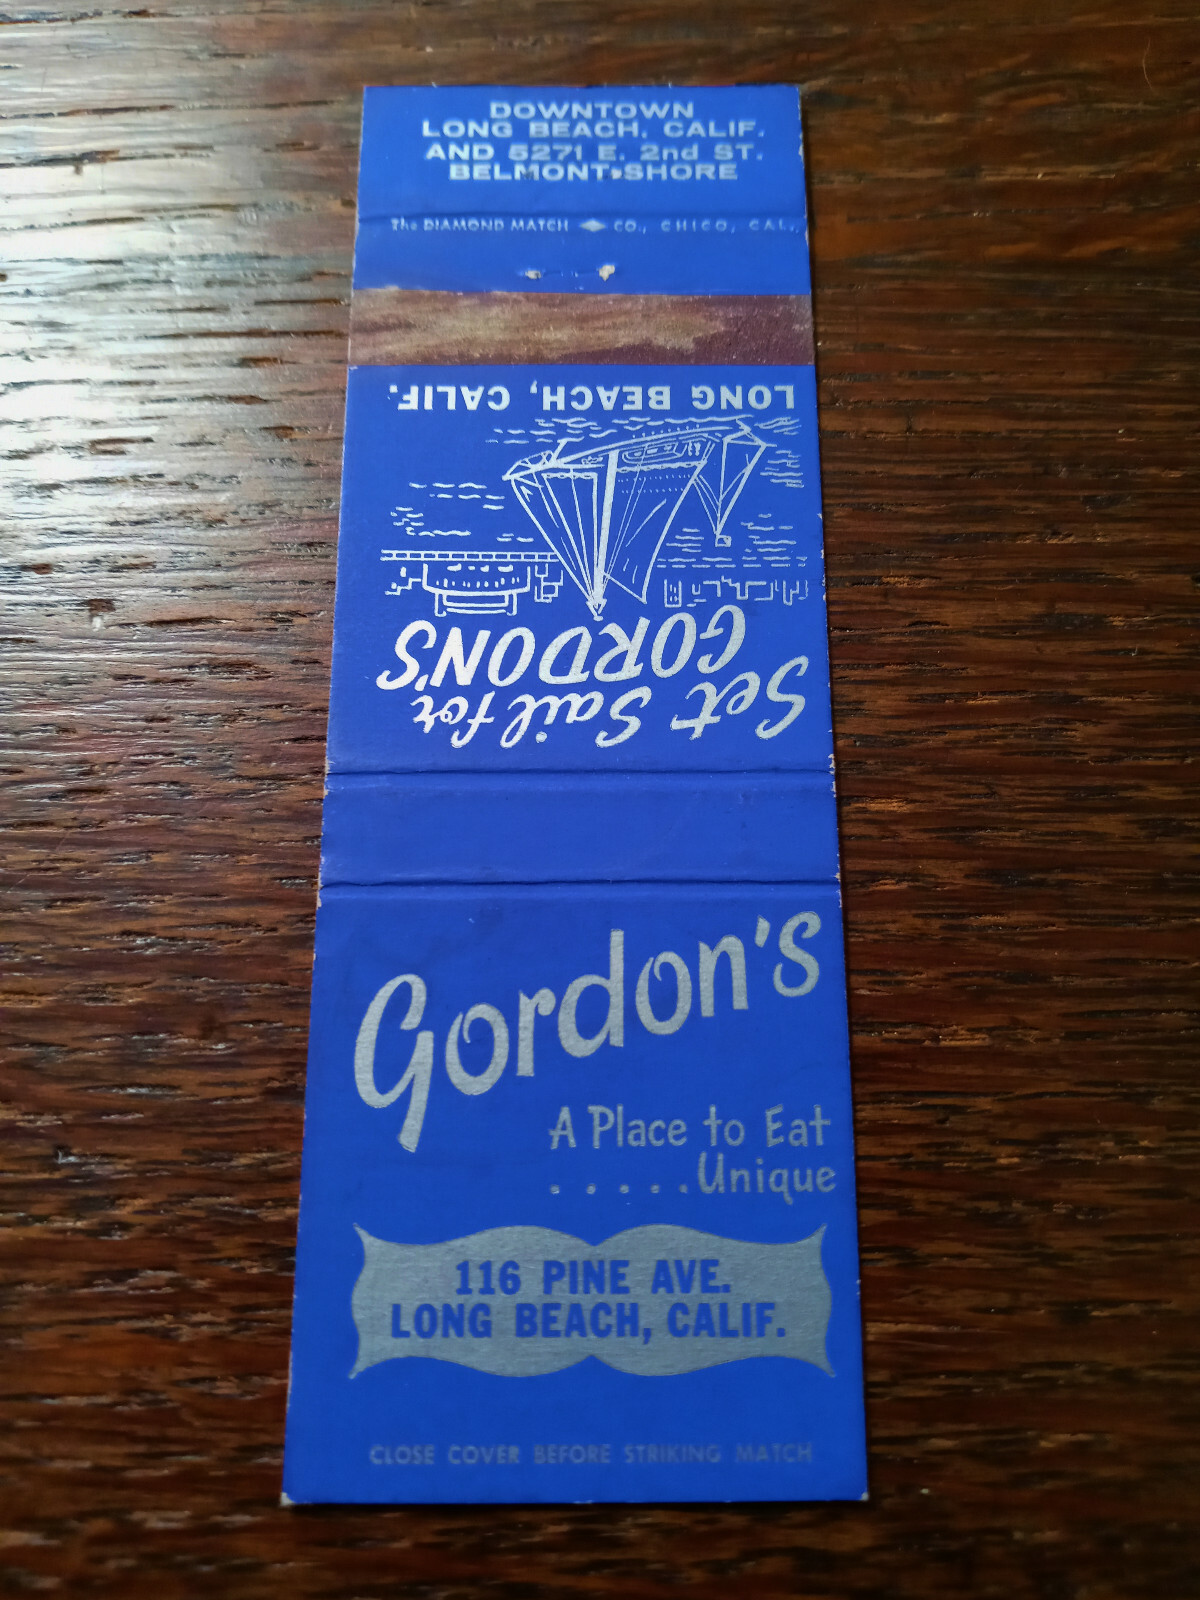 DOWNTOWN
LONG BEACH, CALIF.
AND 5271 E. 2nd ST.
BELMONT-SHORE
The DIAMOND MATCH CO., CHICO, CAL.,
Set Sail for
GORDON'S
LONG BEACH, CALIF.
Gordon's
A Place to Eat
.....Unique
116 PINE AVE.
LONG BEACH, CALIF.
CLOSE COVER BEFORE STRIKING MATCH